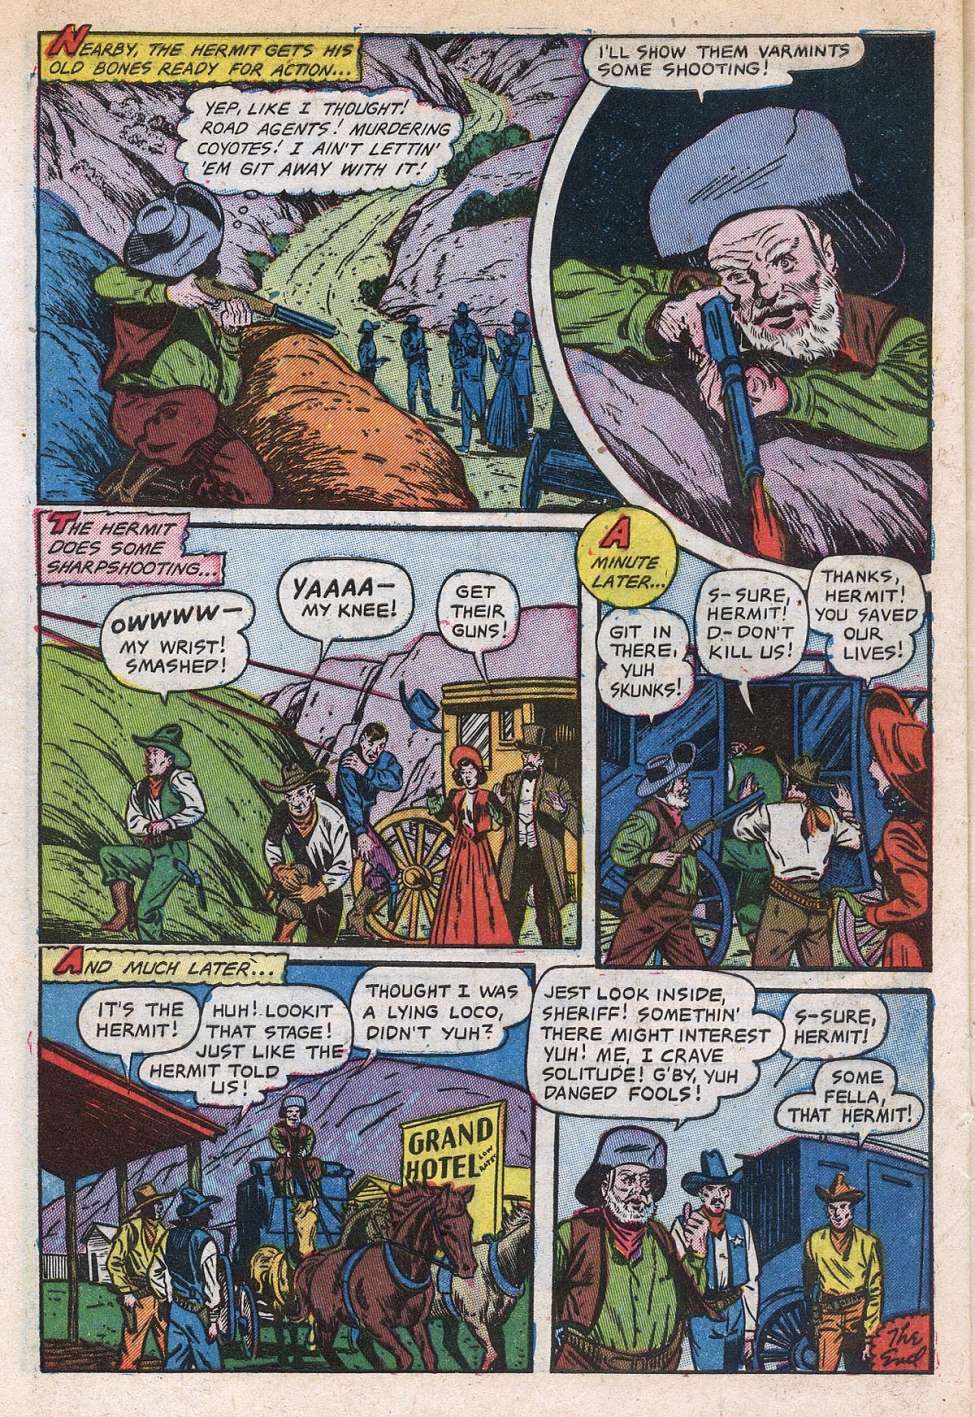 NEARBY, THE HERMIT GETS HIS
OLD BONES READY FOR ACTION...
YEP, LIKE I THOUGHT!
ROAD AGENTS! MURDERING
COYOTES! I AIN'T LETTIN'
'EM GIT AWAY WITH IT!
I'LL SHOW THEM VARMINTS
SOME SHOOTING!
THE HERMIT
DOES SOME
SHARPSHOOTING...
OWWWW—
MY WRIST!
SMASHED!
YAAAA—
MY KNEE!
GET
THEIR
GUNS!
A
MINUTE
LATER...
GIT IN
THERE,
YUH
SKUNKS!
S-SURE,
HERMIT!
D-DON'T
KILL US!
THANKS,
HERMIT!
YOU SAVED
OUR
LIVES!
AND MUCH LATER...
IT'S THE
HERMIT!
HUH! LOOKIT
THAT STAGE!
JUST LIKE THE
HERMIT TOLD
US!
THOUGHT I WAS
A LYING LOCO,
DIDN'T YUH?
GRAND
HOTEL
LOW
RATES
JEST LOOK INSIDE,
SHERIFF! SOMETHIN'
THERE MIGHT INTEREST
YUH! ME, I CRAVE
SOLITUDE! G'BY, YUH
DANGED FOOLS!
S-SURE,
HERMIT!
SOME
FELLA,
THAT HERMIT!
The
End